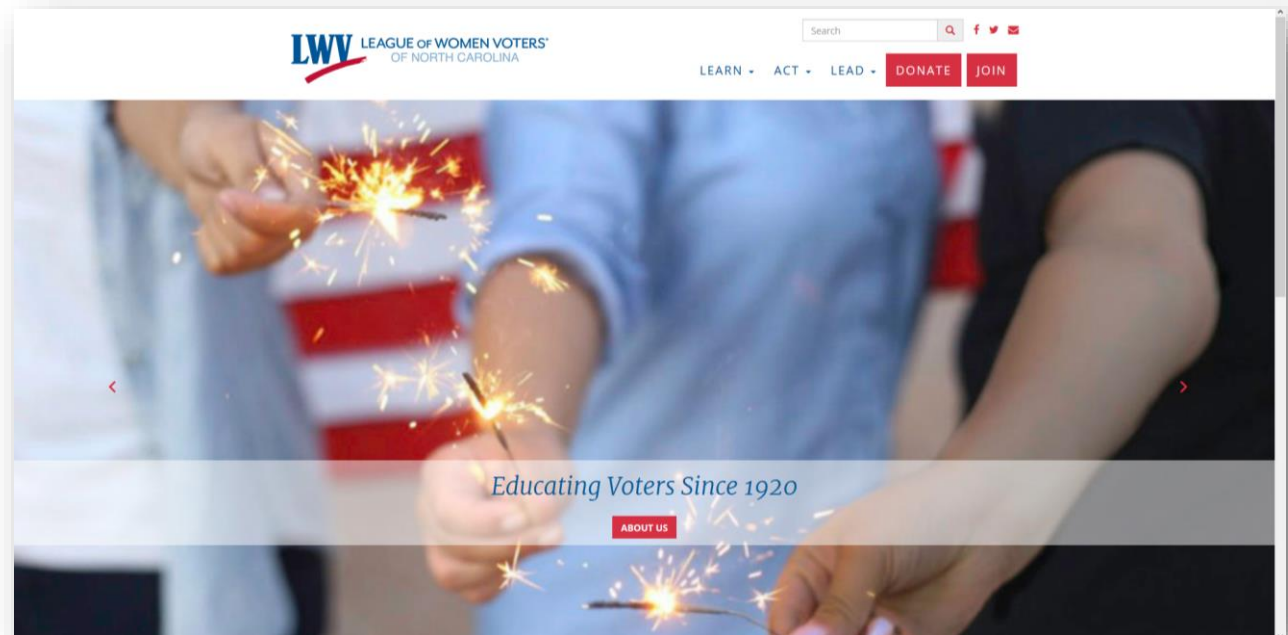 LWV LEAGUE OF WOMEN VOTERS®
OF NORTH CAROLINA
Search
LEARN ACT LEAD DONATE JOIN
Educating Voters Since 1920
ABOUT US